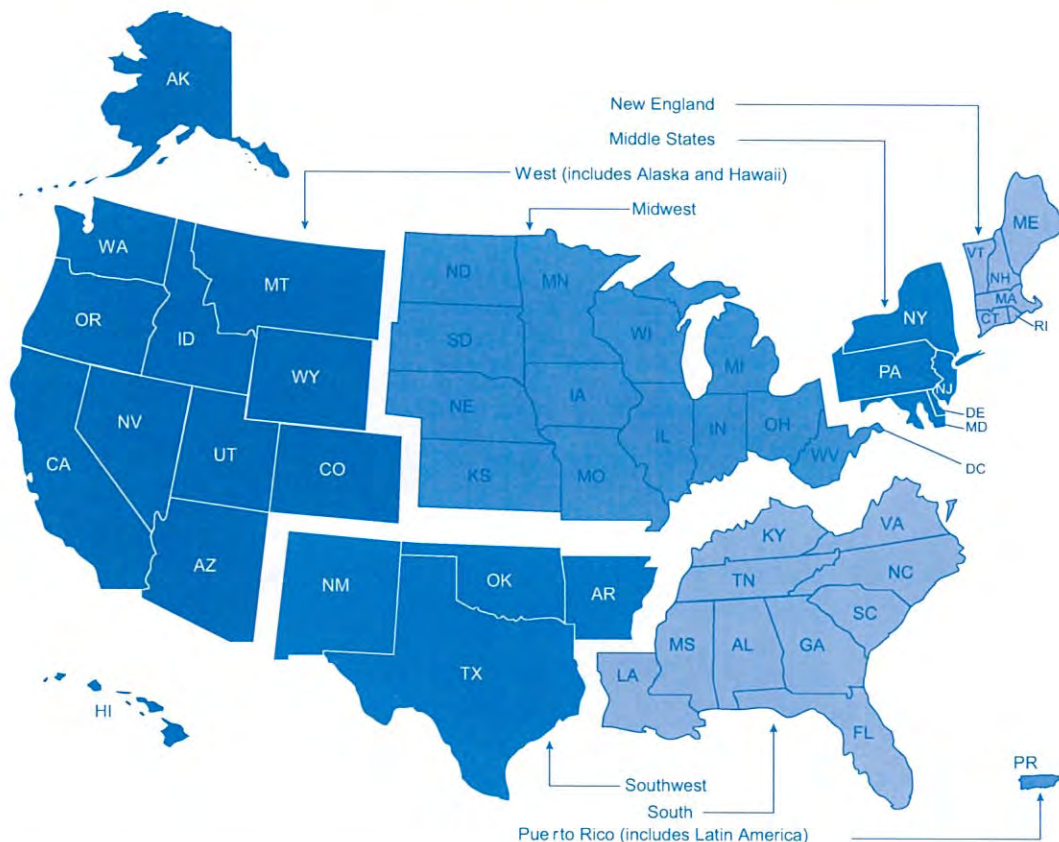 AK
New England
Middle States
West (includes Alaska and Hawaii)
Midwest
ME
WA
VT
ND
MN
NH
MT
MA
OR
WI
NY
CT
RI
ID
SD
MI
PA
WY
NJ
IA
NE
DE
NV
OH
MD
IL
IN
UT
CA
CO
WV
KS
MO
DC
VA
KY
AZ
NC
TN
NM
OK
AR
SC
MS
AL
GA
TX
LA
HI
FL
PR
Southwest
South
Puerto Rico (includes Latin America)